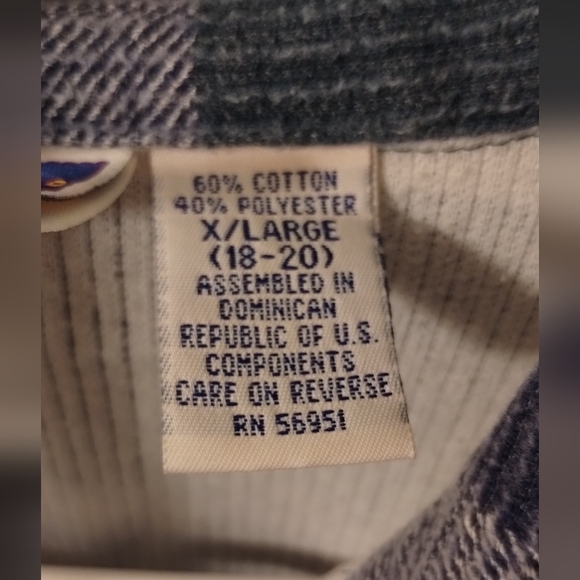 60% COTTON
40% POLYESTER
X/LARGE
(18-20)
ASSEMBLED IN
DOMINICAN
REPUBLIC OF U.S.
COMPONENTS
CARE ON REVERSE
RN 56951